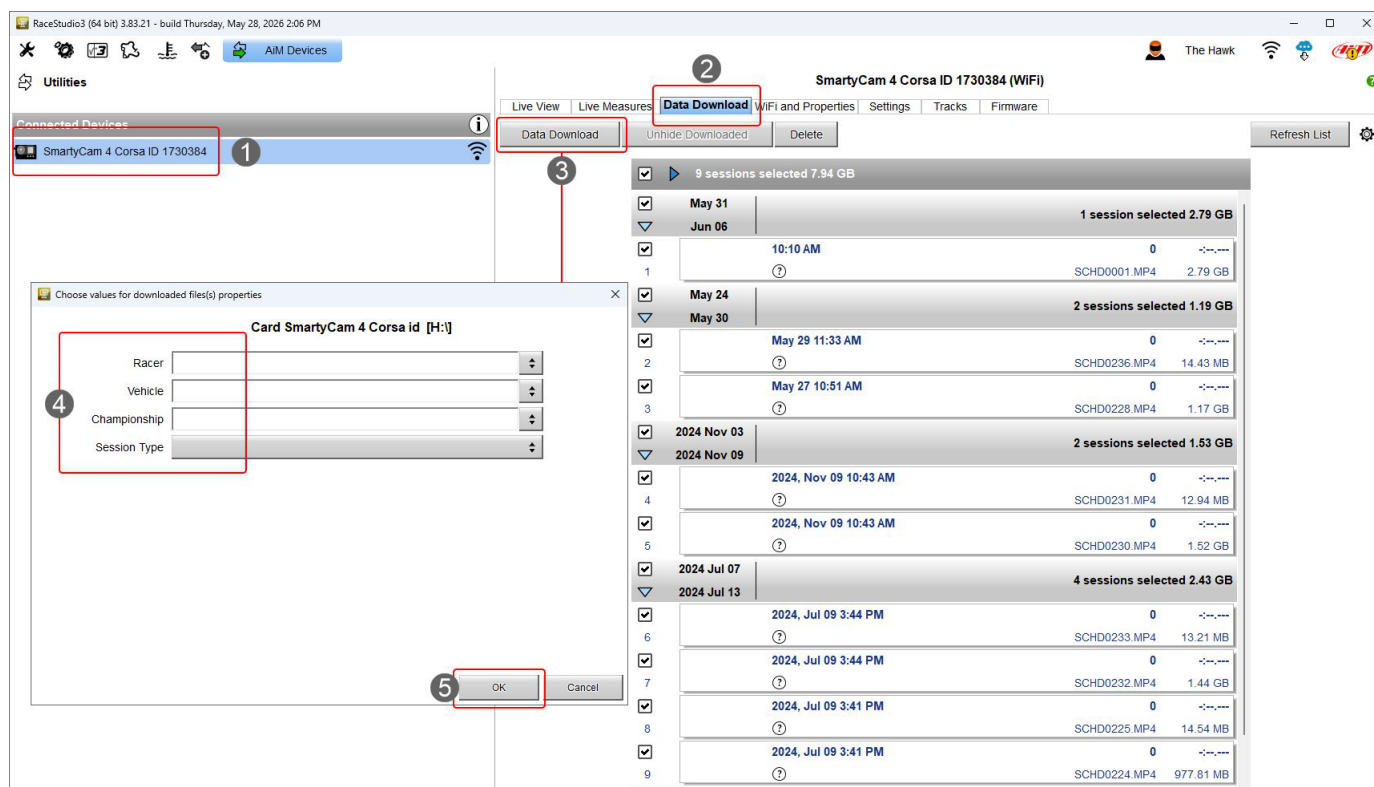 RaceStudio3 (64 bit) 3.83.21 - build Thursday, May 28, 2026 2:06 PM
AiM Devices
The Hawk
Utilities
Connected Devices
SmartyCam 4 Corsa ID 1730384
1
2
SmartyCam 4 Corsa ID 1730384 (WiFi)
Live View Live Measures Data Download WiFi and Properties Settings Tracks Firmware
Data Download Unhide Downloaded Delete Refresh List
3
9 sessions selected 7.94 GB
May 31
Jun 06
1 session selected 2.79 GB
10:10 AM 0 -:--.---
1 SCHD0001.MP4 2.79 GB
May 24
May 30
2 sessions selected 1.19 GB
May 29 11:33 AM 0 -:--.---
2 SCHD0236.MP4 14.43 MB
May 27 10:51 AM 0 -:--.---
3 SCHD0228.MP4 1.17 GB
2024 Nov 03
2024 Nov 09
2 sessions selected 1.53 GB
2024, Nov 09 10:43 AM 0 -:--.---
4 SCHD0231.MP4 12.94 MB
2024, Nov 09 10:43 AM 0 -:--.---
5 SCHD0230.MP4 1.52 GB
2024 Jul 07
2024 Jul 13
4 sessions selected 2.43 GB
2024, Jul 09 3:44 PM 0 -:--.---
6 SCHD0233.MP4 13.21 MB
2024, Jul 09 3:44 PM 0 -:--.---
7 SCHD0232.MP4 1.44 GB
2024, Jul 09 3:41 PM 0 -:--.---
8 SCHD0225.MP4 14.54 MB
2024, Jul 09 3:41 PM 0 -:--.---
9 SCHD0224.MP4 977.81 MB
Choose values for downloaded files(s) properties
Card SmartyCam 4 Corsa id [H:\]
Racer
Vehicle
4
Championship
Session Type
5
OK Cancel